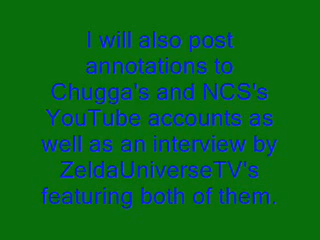 I will also post
annotations to
Chugga's and NCS's
YouTube accounts as
well as an interview by
ZeldaUniverseTV's
featuring both of them.